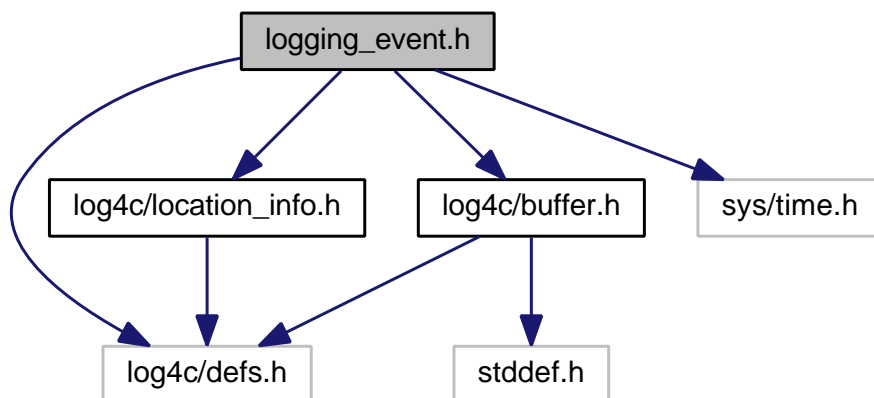 logging_event.h
log4c/location_info.h
log4c/buffer.h
sys/time.h
log4c/defs.h
stddef.h